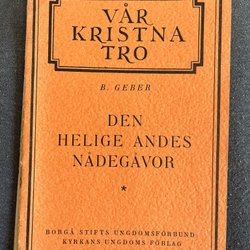 VÅR
KRISTNA
TRO
B. GEBER
DEN
HELIGE ANDES
NÅDEGÅVOR
*
BORGÅ STIFTS UNGDOMSFÖRBUND
KYRKANS UNGDOMS FÖRLAG